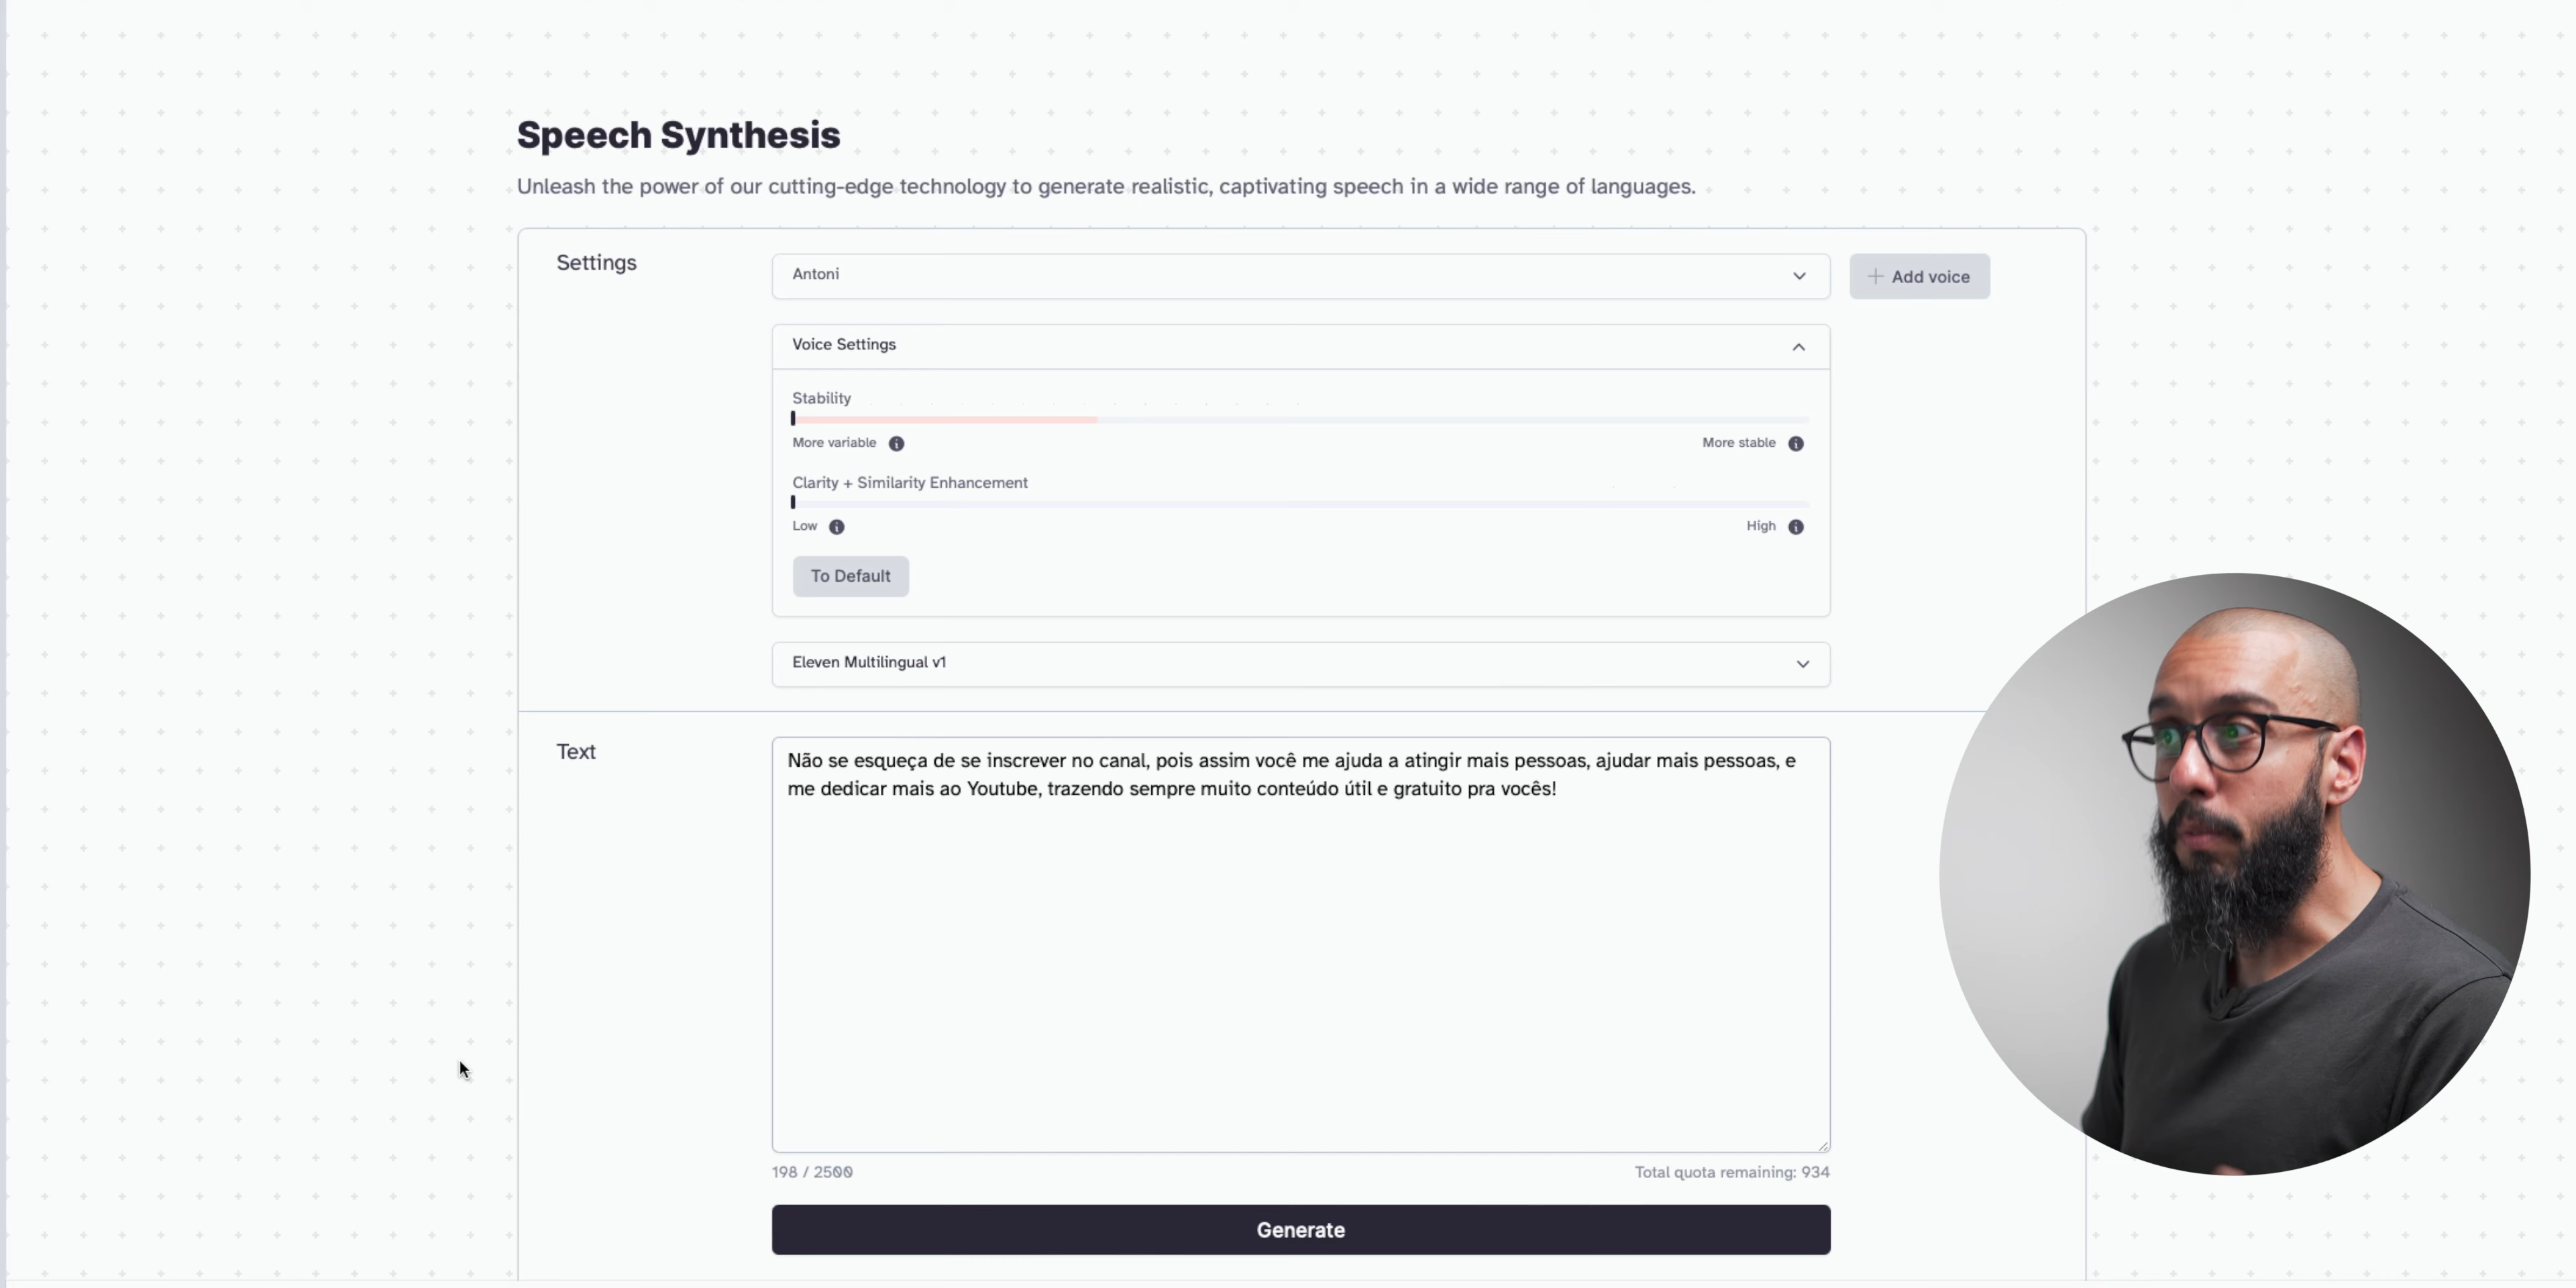 Speech Synthesis
Unleash the power of our cutting-edge technology to generate realistic, captivating speech in a wide range of languages.
Settings
Antoni
Add voice
Voice Settings
Stability
More variable
More stable
Clarity + Similarity Enhancement
Low
High
To Default
Eleven Multilingual v1
Text
Não se esqueça de se inscrever no canal, pois assim você me ajuda a atingir mais pessoas, ajudar mais pessoas, e
me dedicar mais ao Youtube, trazendo sempre muito conteúdo útil e gratuito pra vocês!
198 / 2500
Total quota remaining: 934
Generate